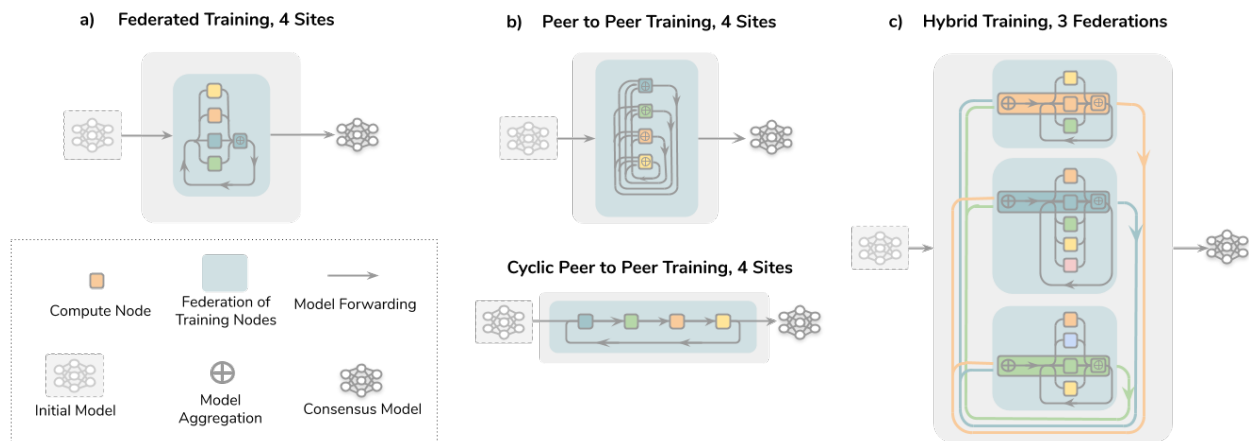 a) Federated Training, 4 Sites
b) Peer to Peer Training, 4 Sites
c) Hybrid Training, 3 Federations
Cyclic Peer to Peer Training, 4 Sites
Compute Node
Federation of
Training Nodes
Model Forwarding
Initial Model
Model
Aggregation
Consensus Model